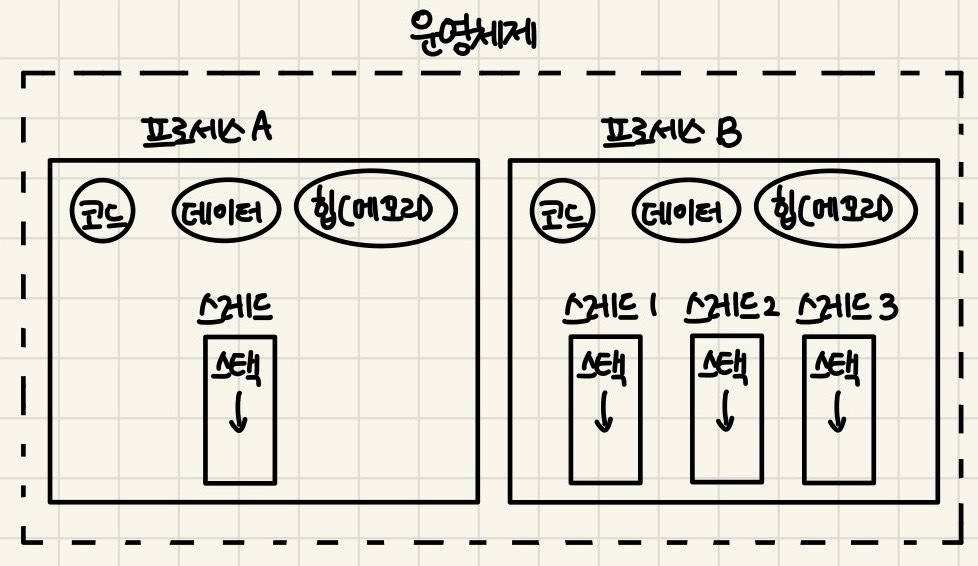 운영체제
프로세스 A 프로세스 B
코드 데이터 힙(메모리) 코드 데이터 힙(메모리)
스레드 스레드 1 스레드 2 스레드 3
스택 스택 스택 스택